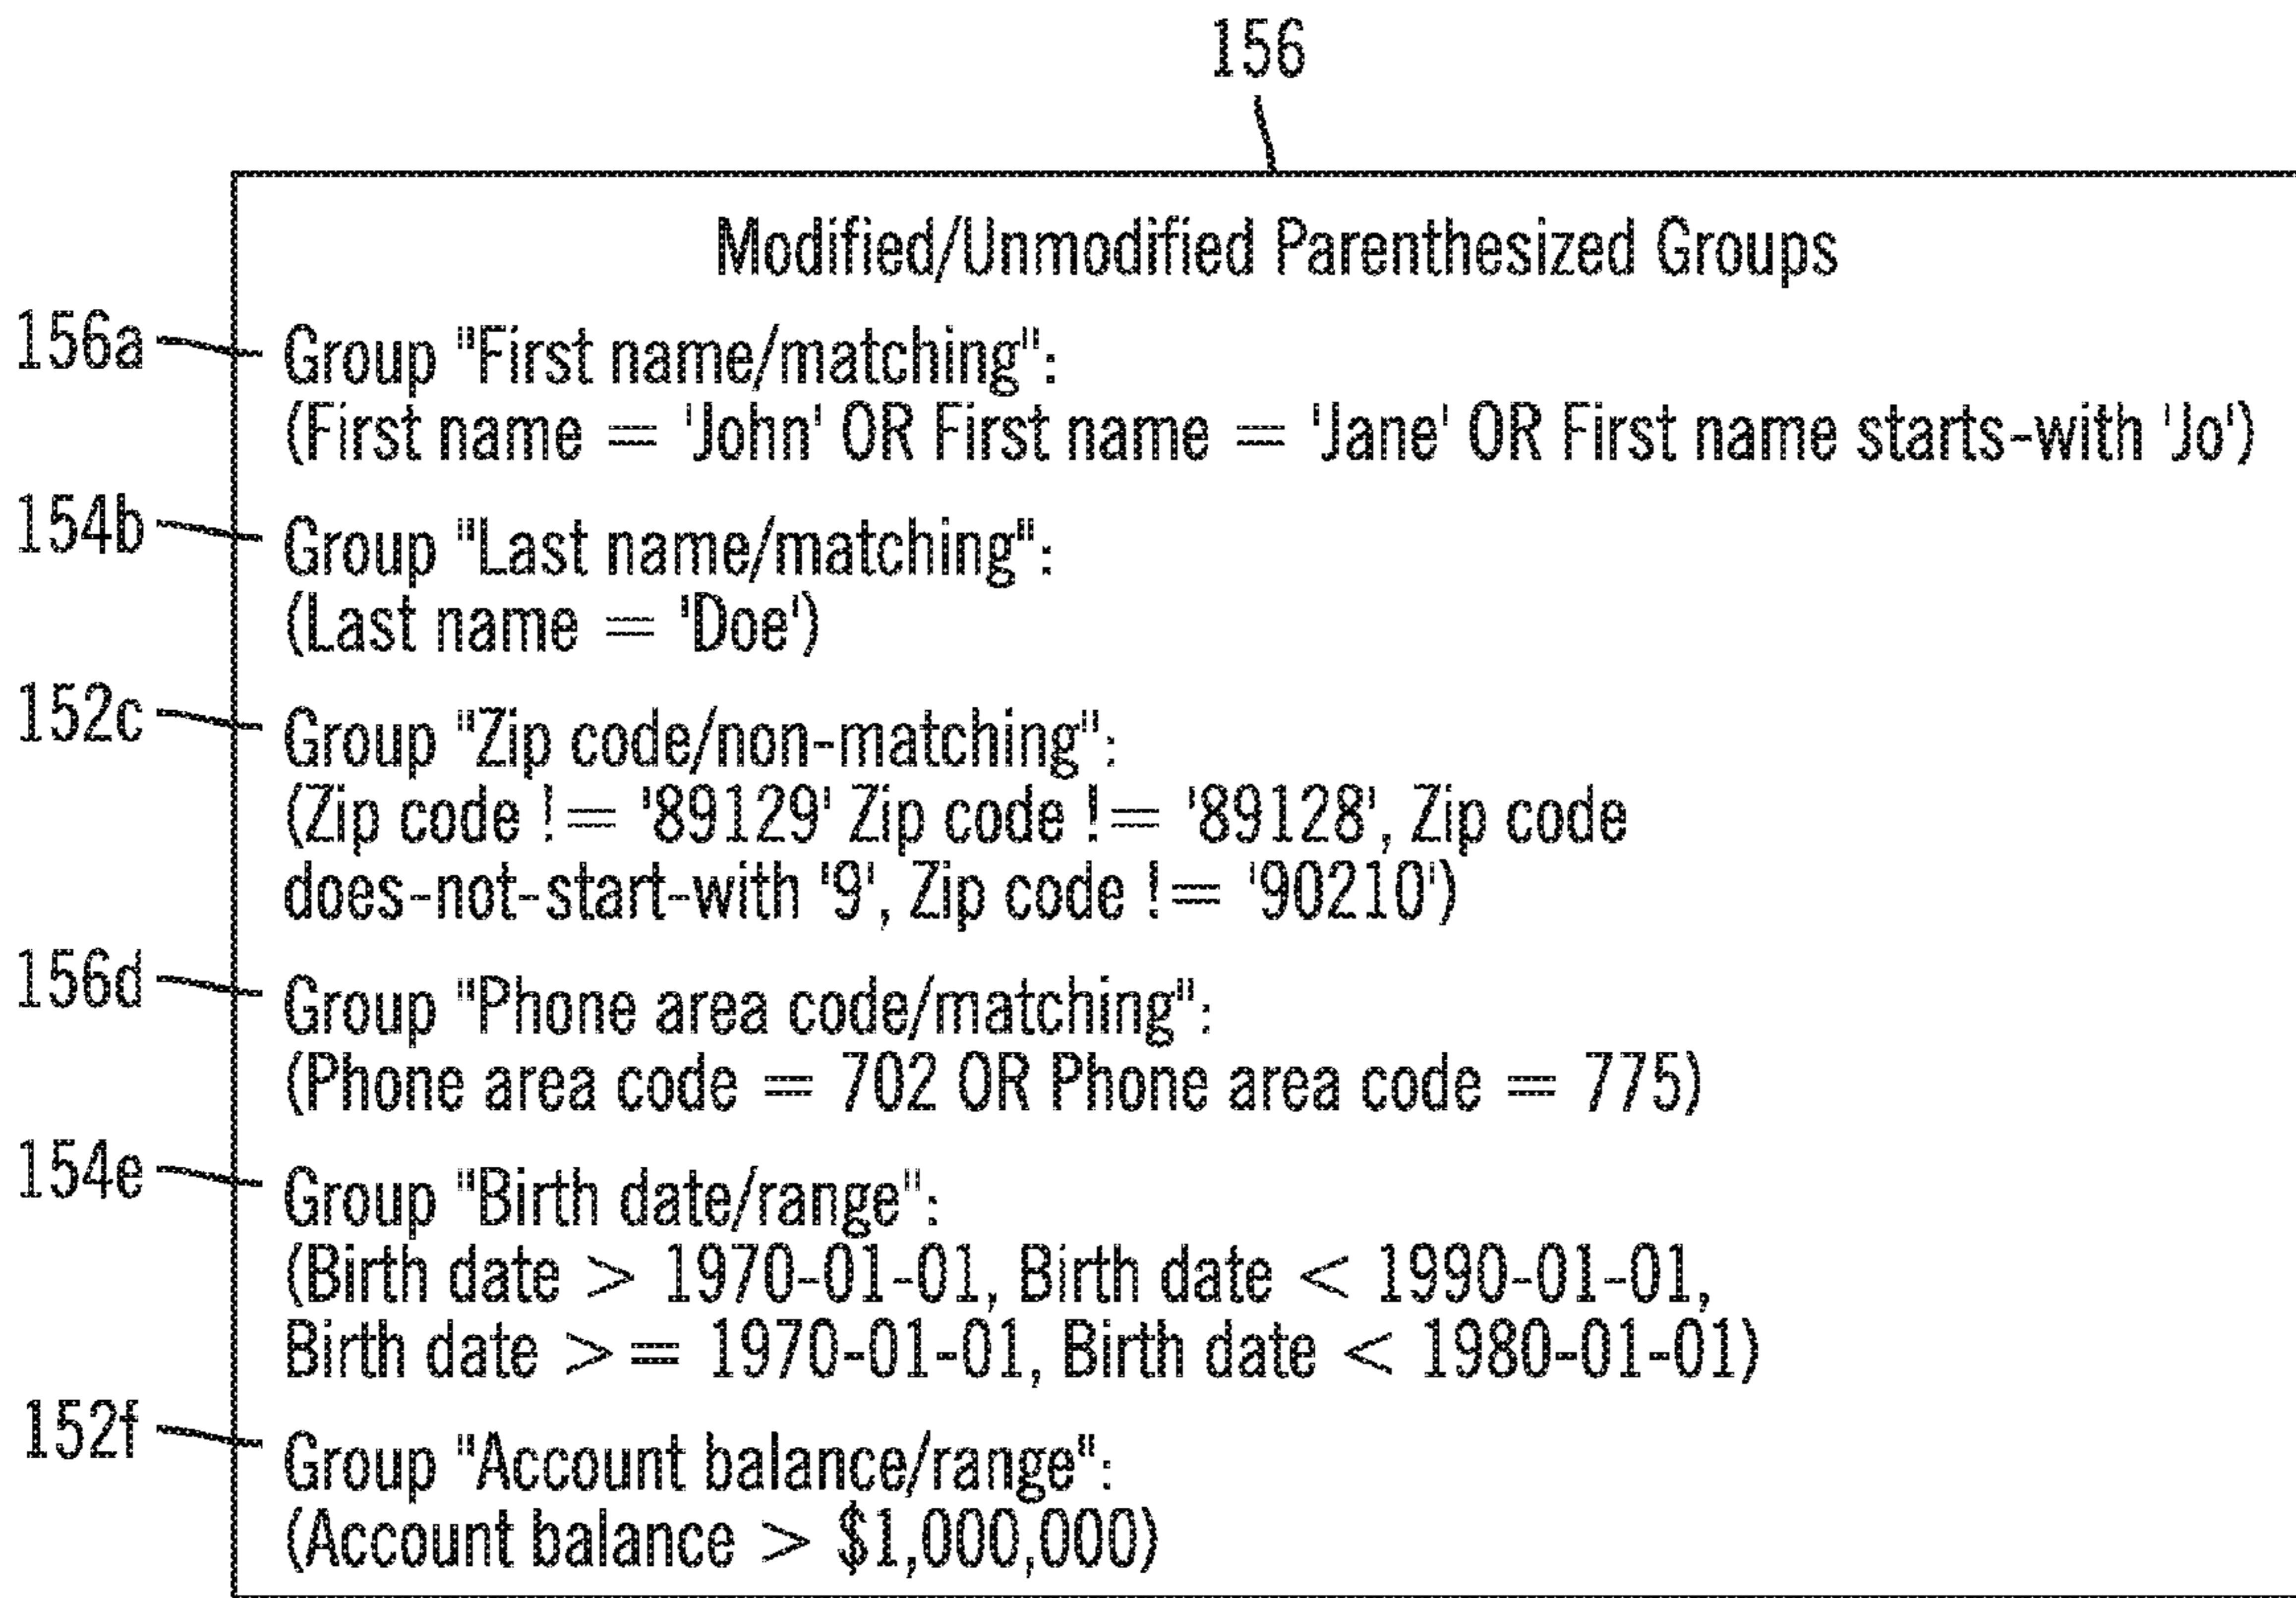 156
Modified/Unmodified Parenthesized Groups
156a
Group "First name/matching":
(First name == 'John' OR First name == 'Jane' OR First name starts-with 'Jo')
154b
Group "Last name/matching":
(Last name == 'Doe')
152c
Group "Zip code/non-matching":
(Zip code !== '89129' Zip code !== '89128', Zip code
does-not-start-with '9', Zip code !== '90210')
156d
Group "Phone area code/matching":
(Phone area code == 702 OR Phone area code == 775)
154e
Group "Birth date/range":
(Birth date > 1970-01-01, Birth date < 1990-01-01,
Birth date >= 1970-01-01, Birth date < 1980-01-01)
152f
Group "Account balance/range":
(Account balance > $1,000,000)